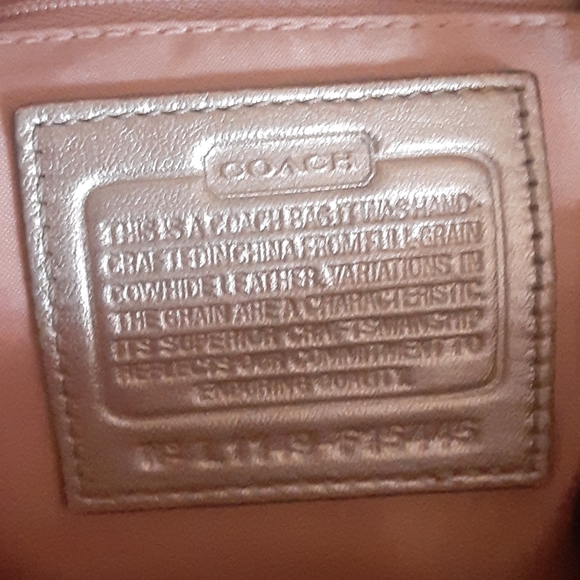 COACH
THIS IS A COACH BAG. IT WAS HAND-
CRAFTED IN CHINA FROM FULL-GRAIN
COWHIDE LEATHER. VARIATIONS IN
THE GRAIN ARE A CHARACTERISTIC.
ITS SUPERIOR CRAFTSMANSHIP
REFLECTS OUR COMMITMENT TO
ENDURING QUALITY.
Nº